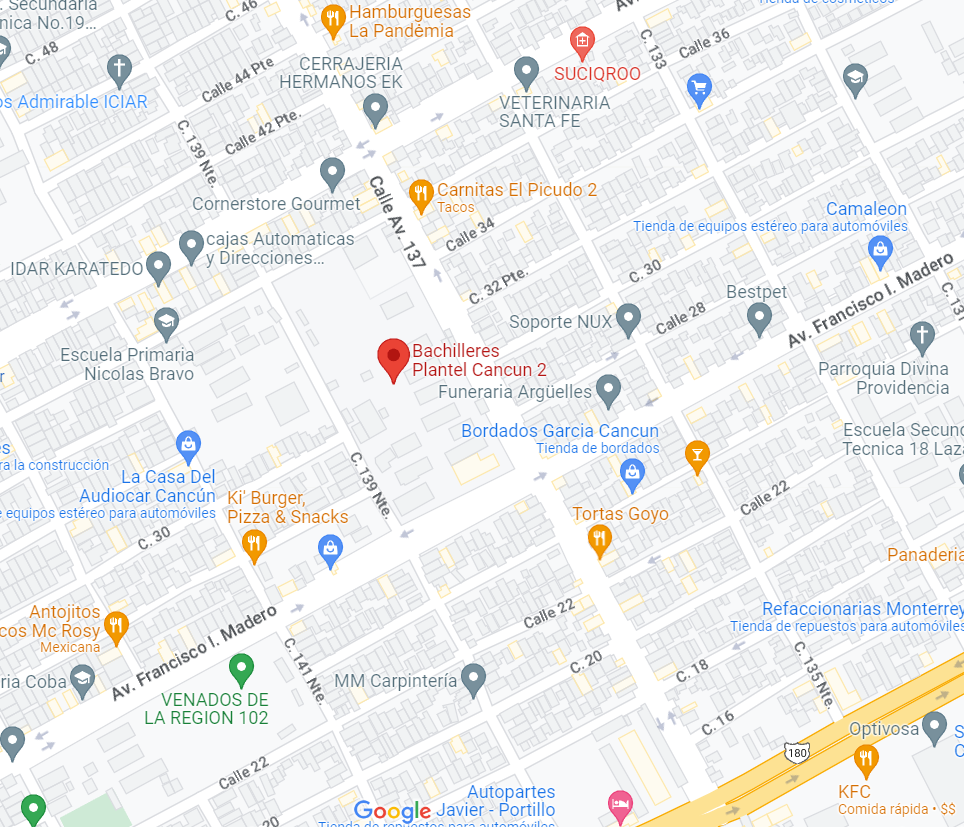 Secundaria
nica No.19...
C. 46
Hamburguesas
La Pandémia
Av
Tienda de cosméticos
C. 48
Calle 44 Pte
CERRAJERIA
HERMANOS EK
C. 133
Calle 36
SUCIQROO
os Admirable ICIAR
VETERINARIA
SANTA FE
Calle 42 Pte.
C. 139 Nte.
Cornerstore Gourmet
Calle Av. 137
Carnitas El Picudo 2
Tacos
Calle 34
Camaleon
Tienda de equipos estéreo para automóviles
cajas Automaticas
y Direcciones...
IDAR KARATEDO
C. 32 Pte.
C. 30
Av. Francisco I. Madero
Bestpet
C. 131
Soporte NUX
Calle 28
Escuela Primaria
Nicolas Bravo
Bachilleres
Plantel Cancun 2
Parroquia Divina
Providencia
r
Funeraria Argüelles
Bordados Garcia Cancun
Tienda de bordados
Escuela Secund
Tecnica 18 Laza
es
ra la construcción
La Casa Del
Audiocar Cancún
e equipos estéreo para automóviles
C. 139 Nte.
Ki' Burger,
Pizza & Snacks
Calle 22
Tortas Goyo
C. 30
Panaderia
Antojitos
cos Mc Rosy
Mexicana
Calle 22
Refaccionarias Monterrey
Tienda de repuestos para automóviles
Av. Francisco I. Madero
C. 141 Nte.
C. 20
C. 18
C. 135 Nte.
ria Coba
MM Carpintería
VENADOS DE
LA REGION 102
C. 16
Optivosa
S
C
180
Calle 22
KFC
Comida rápida • $$
Autopartes
Javier - Portillo
Tienda de repuestos para automóviles
Google